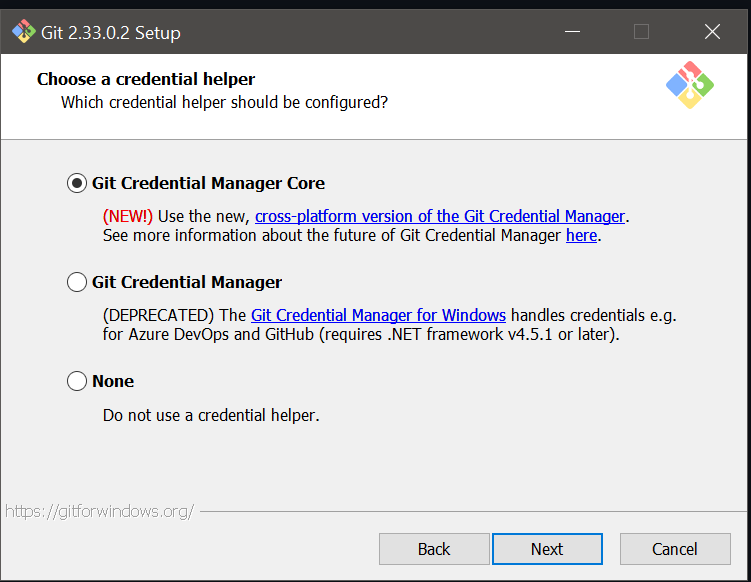 Git 2.33.0.2 Setup
Choose a credential helper
Which credential helper should be configured?
Git Credential Manager Core
(NEW!) Use the new, cross-platform version of the Git Credential Manager.
See more information about the future of Git Credential Manager here.
Git Credential Manager
(DEPRECATED) The Git Credential Manager for Windows handles credentials e.g.
for Azure DevOps and GitHub (requires .NET framework v4.5.1 or later).
None
Do not use a credential helper.
https://gitforwindows.org/
Back Next Cancel